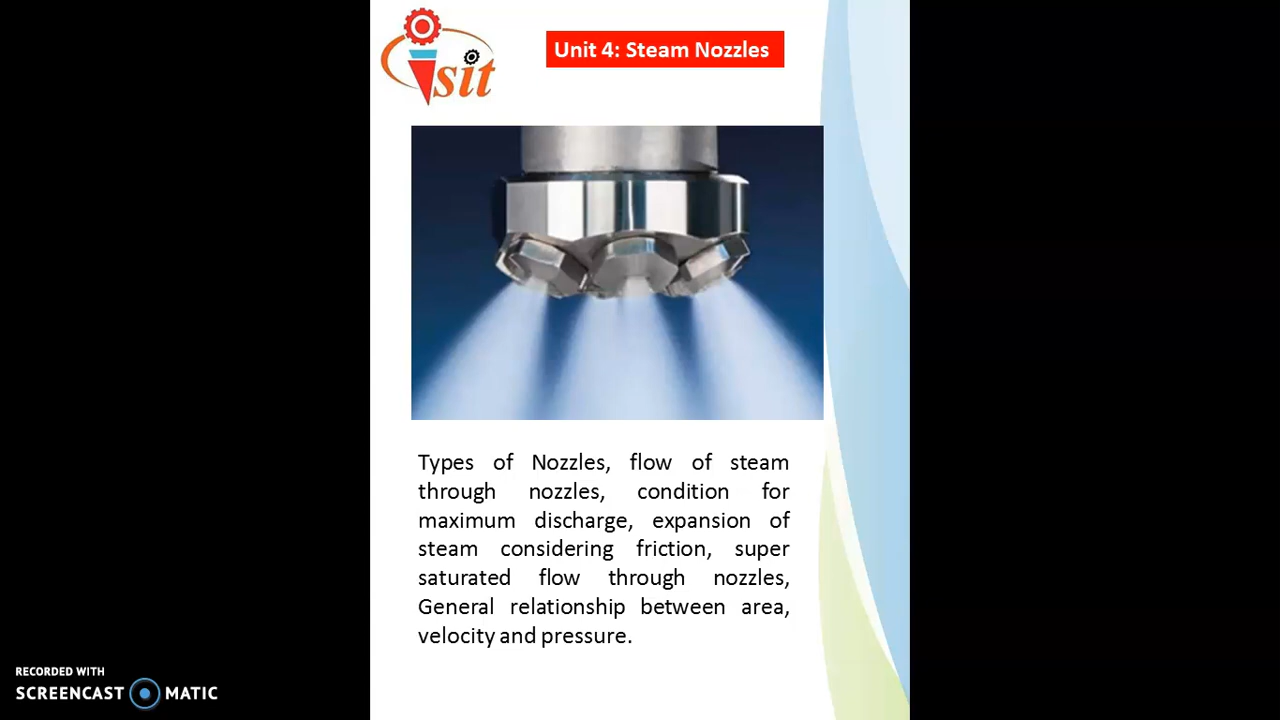 sit
Unit 4: Steam Nozzles
Types of Nozzles, flow of steam
through nozzles, condition for
maximum discharge, expansion of
steam considering friction, super
saturated flow through nozzles,
General relationship between area,
velocity and pressure.
RECORDED WITH
SCREENCAST MATIC